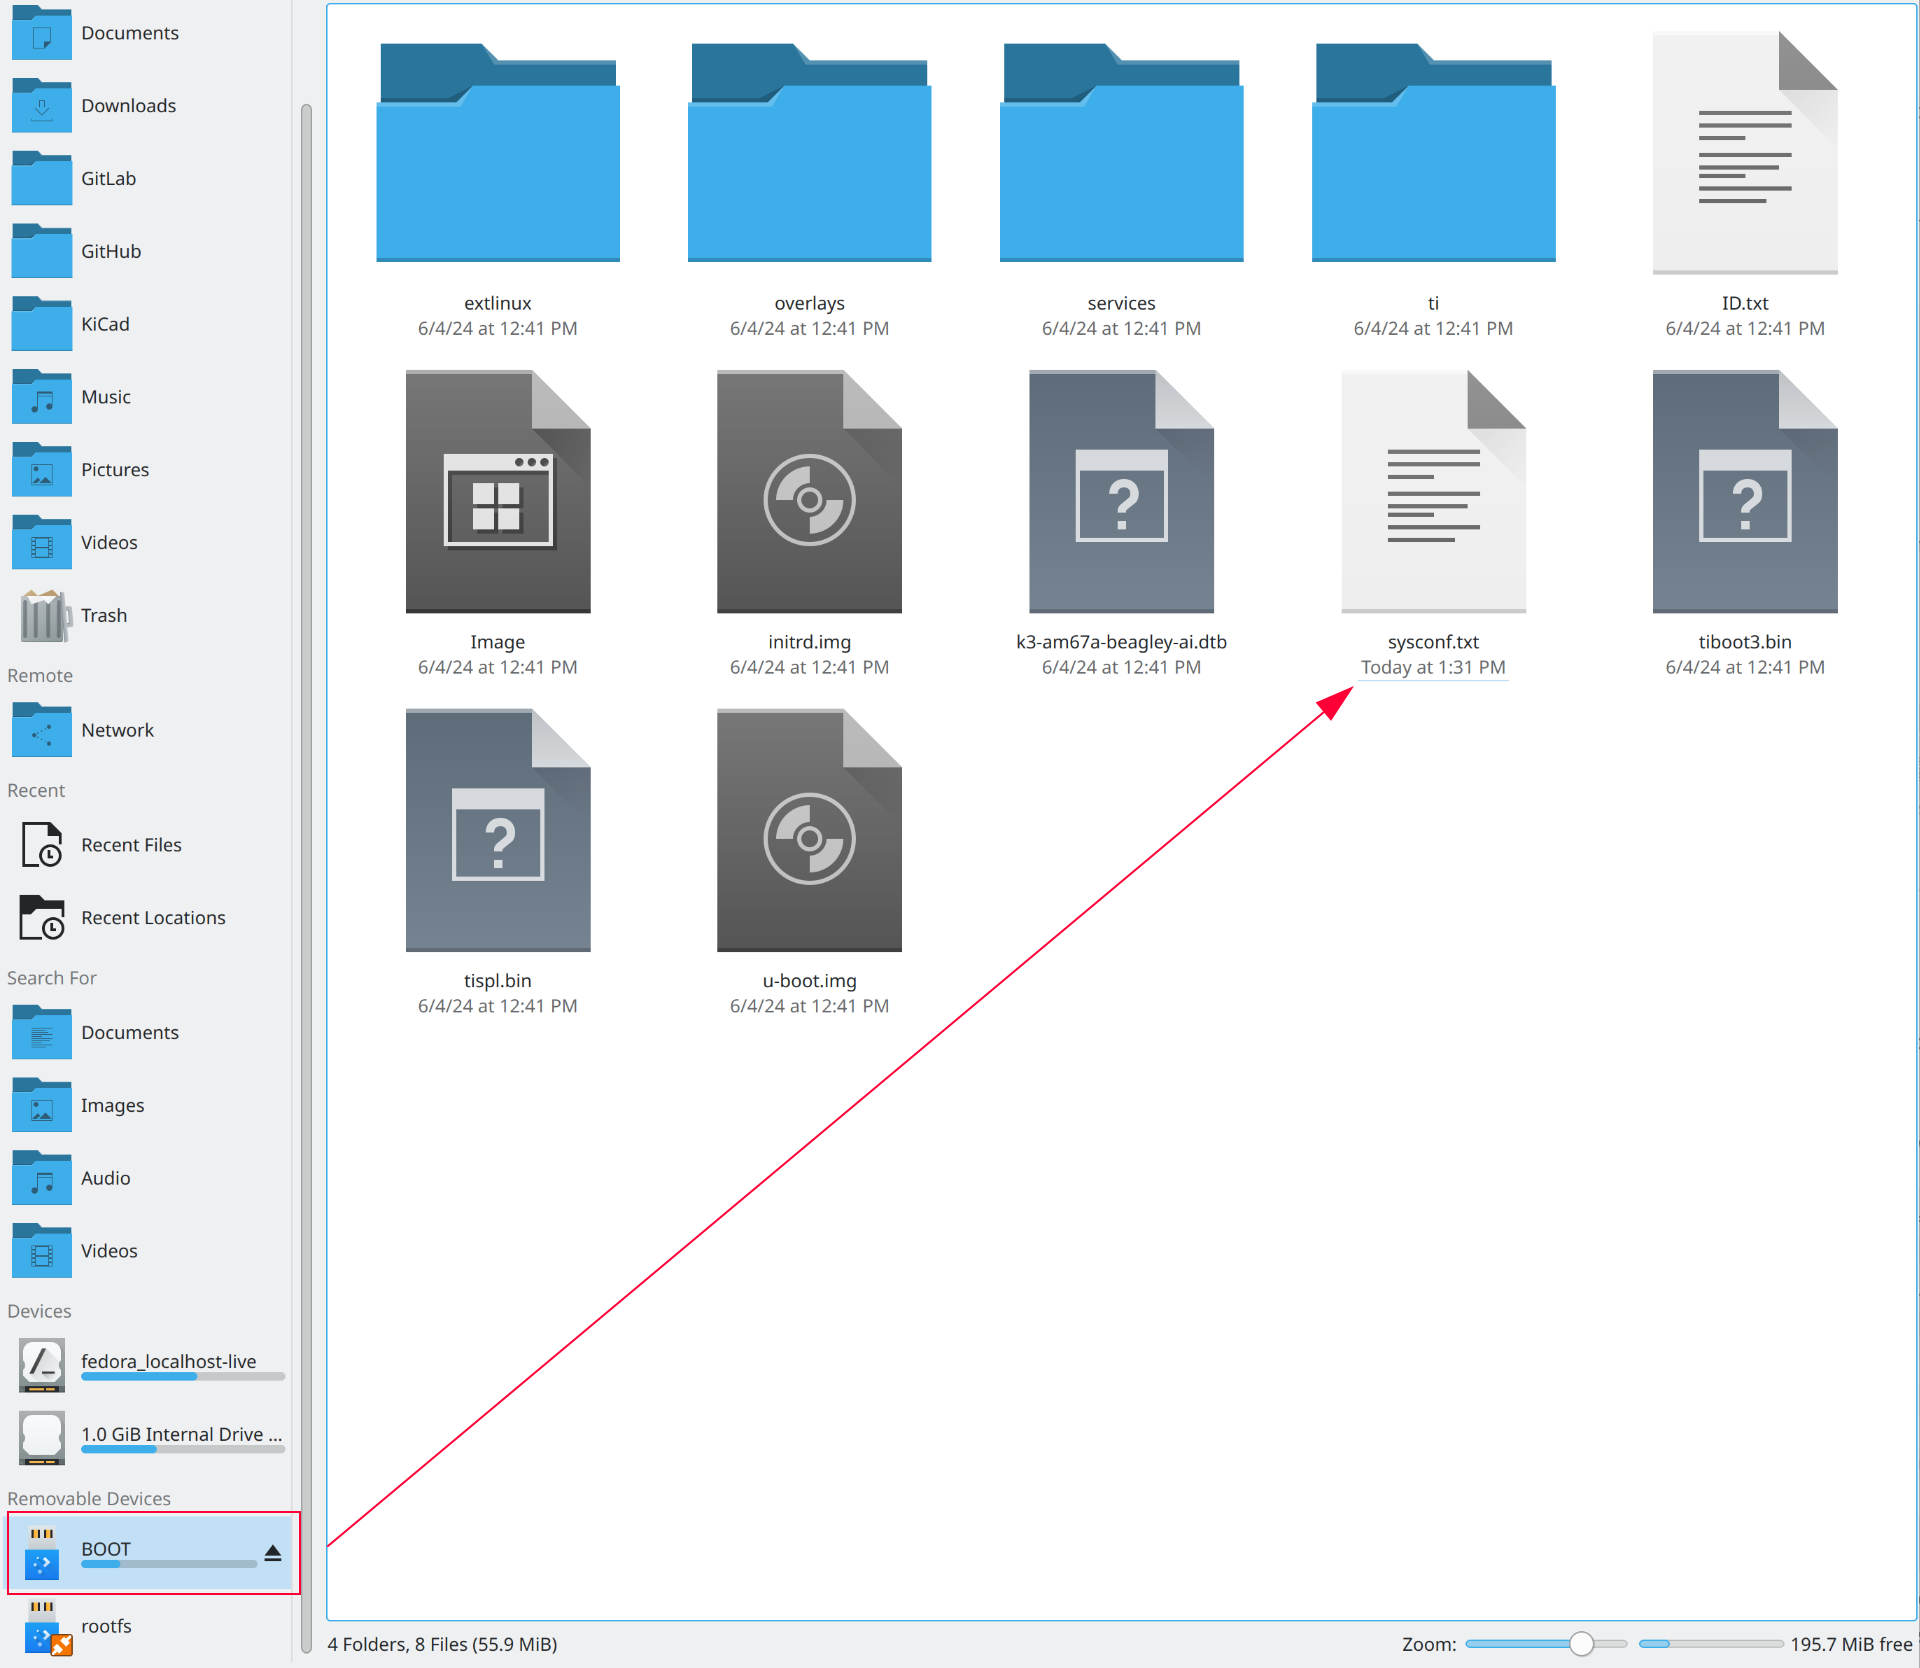 Documents
Downloads
GitLab
GitHub
KiCad
Music
Pictures
Videos
Trash
Remote
Network
Recent
Recent Files
Recent Locations
Search For
Documents
Images
Audio
Videos
Devices
fedora_localhost-live
1.0 GiB Internal Drive ...
Removable Devices
BOOT
rootfs
extlinux
6/4/24 at 12:41 PM
overlays
6/4/24 at 12:41 PM
services
6/4/24 at 12:41 PM
ti
6/4/24 at 12:41 PM
ID.txt
6/4/24 at 12:41 PM
Image
6/4/24 at 12:41 PM
initrd.img
6/4/24 at 12:41 PM
k3-am67a-beagley-ai.dtb
6/4/24 at 12:41 PM
sysconf.txt
Today at 1:31 PM
tiboot3.bin
6/4/24 at 12:41 PM
tispl.bin
6/4/24 at 12:41 PM
u-boot.img
6/4/24 at 12:41 PM
4 Folders, 8 Files (55.9 MiB)
Zoom:
195.7 MiB free